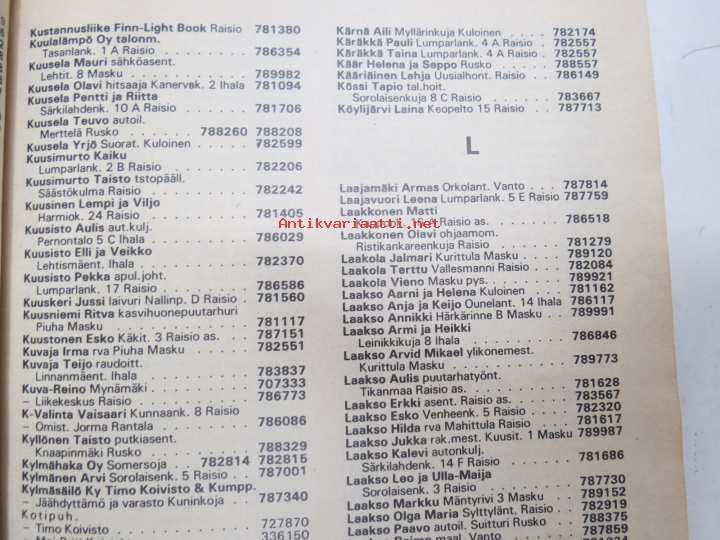 Kustannusliike Finn-Light Book Raisio 781380
Kuulalämpö Oy talonm.
Tasanlank. 1 A Raisio . . . . . . 786354
Kuusela Mauri sähköasent.
Lehtit. 8 Masku . . . . . . . . 789982
Kuusela Olavi hitsaaja Kanervak. 2 Ihala 781094
Kuusela Pentti ja Riitta
Särkilahdenk. 10 A Raisio . . . . . 781706
Kuusela Teuvo autoil.
Merttelä Rusko . . . . . . 788260 788208
Kuusela Yrjö Suorat. Kuloinen . . . . 782599
Kuusimurto Kaiku
Lumparlank. 2 B Raisio . . . . . . 782206
Kuusimurto Taisto tstopääll.
Säästökulma Raisio . . . . . . . 782242
Kuusinen Lempi ja Viljo
Harmiok. 24 Raisio . . . . . . . 781405
Kuusisto Aulis aut.kulj.
Pernontalo 5 C Ihala . . . . . . . 786029
Kuusisto Elli ja Veikko
Lehtismäent. Ihala . . . . . . . 782370
Kuusisto Pekka apul.joht.
Lumparlank. 17 Raisio . . . . . . 786586
Kuuskeri Jussi laivuri Nallinp. D Raisio . 781560
Kuusniemi Ritva kasvihuonepuutarhuri
Piuha Masku . . . . . . . . . 781117
Kuustonen Esko Käkit. 3 Raisio as. . . 787151
Kuvaja Irma rva Piuha Masku . . . . 782551
Kuvaja Teijo raudoitt.
Linnanmäent. Ihala . . . . . . . 783837
Kuva-Reino Mynämäki . . . . . . 707333
– Liikekeskus Raisio . . . . . . . 786773
K-Valinta Vaisaari Kunnaank. 8 Raisio
– Omist. Jorma Rantala . . . . . . 786086
Kyllönen Taisto putkiasent.
Knaapinmäki Rusko . . . . . . . 788329
Kylmähaka Oy Somersoja . . 782814 782815
Kylmänen Arvi Sorolaisenk. 5 Raisio . . 787001
Kylmäsäilö Ky Timo Koivisto & Kumpp.
– Jäähdyttämö ja varasto Kuninkoja . . 787340
Kotipuh.
– Timo Koivisto . . . . . . . . 727870
336150
Kärnä Aili Myllärinkuja Kuloinen . . . 782174
Käräkkä Pauli Lumparlank. 4 A Raisio . 782557
Käräkkä Taina Lumparlank. 4 A Raisio . 782557
Käär Helena ja Seppo Rusko . . . . 788557
Kääriäinen Lahja Uusialhont. Raisio . . 786149
Kössi Tapio tal.hoit.
Sorolaisenkuja 8 C Raisio . . . . . 783667
Köylijärvi Laina Keopelto 15 Raisio . . 787713
L
Laajamäki Armas Orkolant. Vanto . . . 787814
Laajavuori Leena Lumparlank. 5 E Raisio 787759
Laakkonen Matti
16 A Raisio as. . . . . 786518
Laakkonen Olavi ohjaamom.
Ristikankareenkuja Raisio . . . . . 781279
Laakola Jalmari Kurittula Masku . . . 789120
Laakola Terttu Vallesmanni Raisio . . . 782084
Laakola Vieno Masku pys. . . . . . 789921
Laakso Aarni ja Helena Kuloinen . . . 781162
Laakso Anja ja Keijo Ounelant. 14 Ihala 786117
Laakso Annikki Härkärinne B Masku . . 789991
Laakso Armi ja Heikki
Leinikkikuja 8 Ihala . . . . . . . 786846
Laakso Arvid Mikael ylikonemest.
Kurittula Masku . . . . . . . . 789773
Laakso Aulis puutarhatyönt.
Tikanmaa Raisio as. . . . . . . . 781628
Laakso Erkki asent. Raisio as. . . . . 783567
Laakso Esko Venheenk. 5 Raisio . . . 782320
Laakso Hilda rva Mahittula Raisio . . . 781617
Laakso Jukka rak.mest. Kuusit. 1 Masku 789987
Laakso Kalevi autonkulj.
Särkilahdenk. 14 F Raisio . . . . . 781686
Laakso Leo ja Ulla-Maija
Sorolaisenk. 3 Raisio . . . . . . . 787730
Laakso Markku Mäntyrivi 3 Masku . . 789152
Laakso Olga Maria Sylttylänt. Raisio . . 782919
Laakso Paavo autoil. Suitturi Rusko . . 788375
maal. Vanto . . . . 787859
Antikvariaatti.net